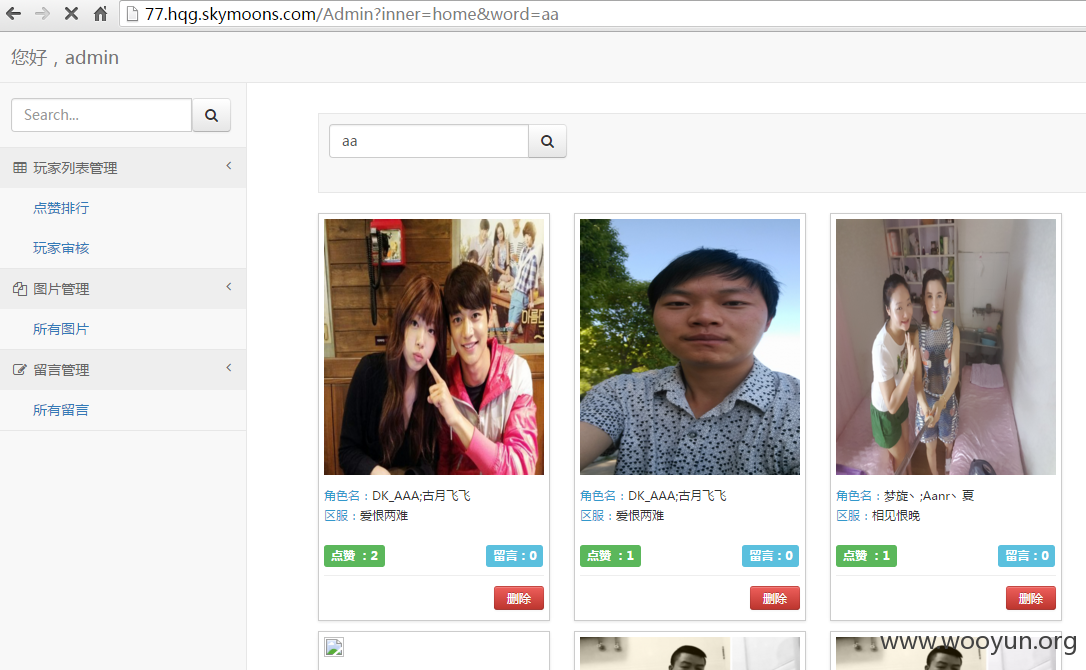 77.hqg.skymoons.com/Admin?inner=home&word=aa
您好，admin
Search...
玩家列表管理
点赞排行
玩家审核
图片管理
所有图片
留言管理
所有留言
aa
角色名：DK_AAA;古月飞飞
区服：爱恨两难
点赞 ：2
留言：0
删除
角色名：DK_AAA;古月飞飞
区服：爱恨两难
点赞 ：1
留言：0
删除
角色名：梦旋丶;Aanr丶夏
区服：相见恨晚
点赞 ：1
留言：0
删除
www.wooyun.org